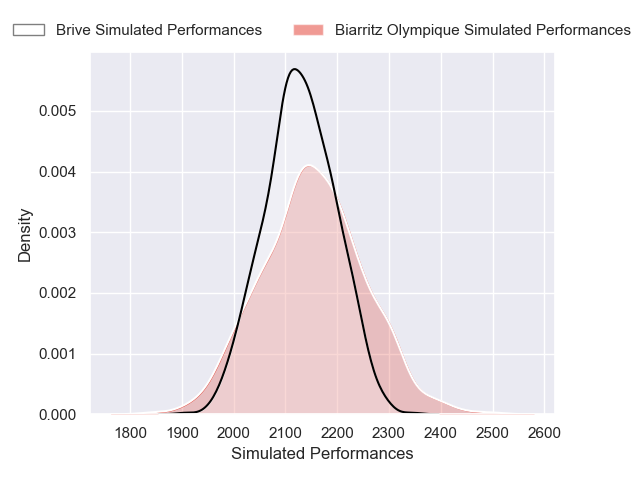 Brive Simulated Performances
Biarritz Olympique Simulated Performances
0.005
0.004
0.003
0.002
0.001
0.000
Density
1800 1900 2000 2100 2200 2300 2400 2500 2600
Simulated Performances